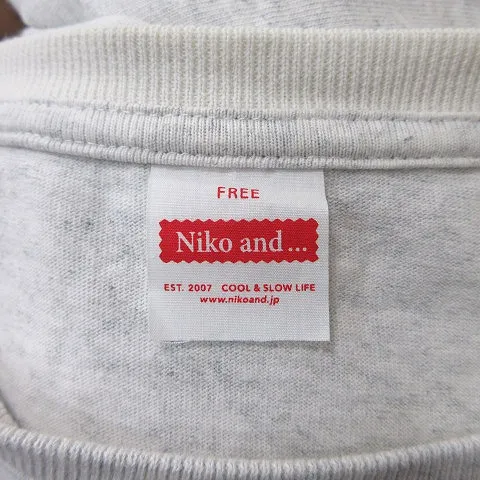 FREE
Niko and ...
EST. 2007 COOL & SLOW LIFE
www.nikoand.jp